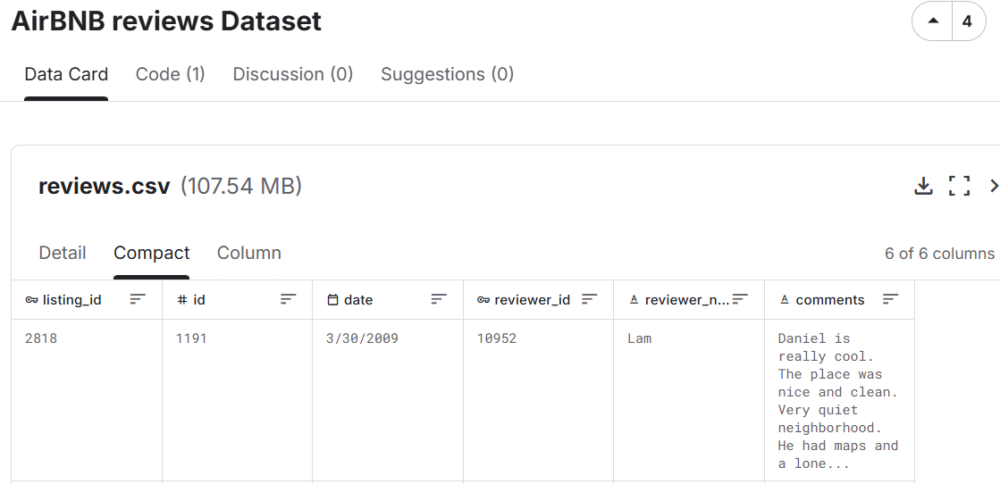 AirBNB reviews Dataset
4
Data Card Code (1) Discussion (0) Suggestions (0)
reviews.csv (107.54 MB)
Detail Compact Column 6 of 6 columns
listing_id # id date reviewer_id A reviewer_n... A comments
2818 1191 3/30/2009 10952 Lam Daniel is
really cool.
The place was
nice and clean.
Very quiet
neighborhood.
He had maps and
a lone...